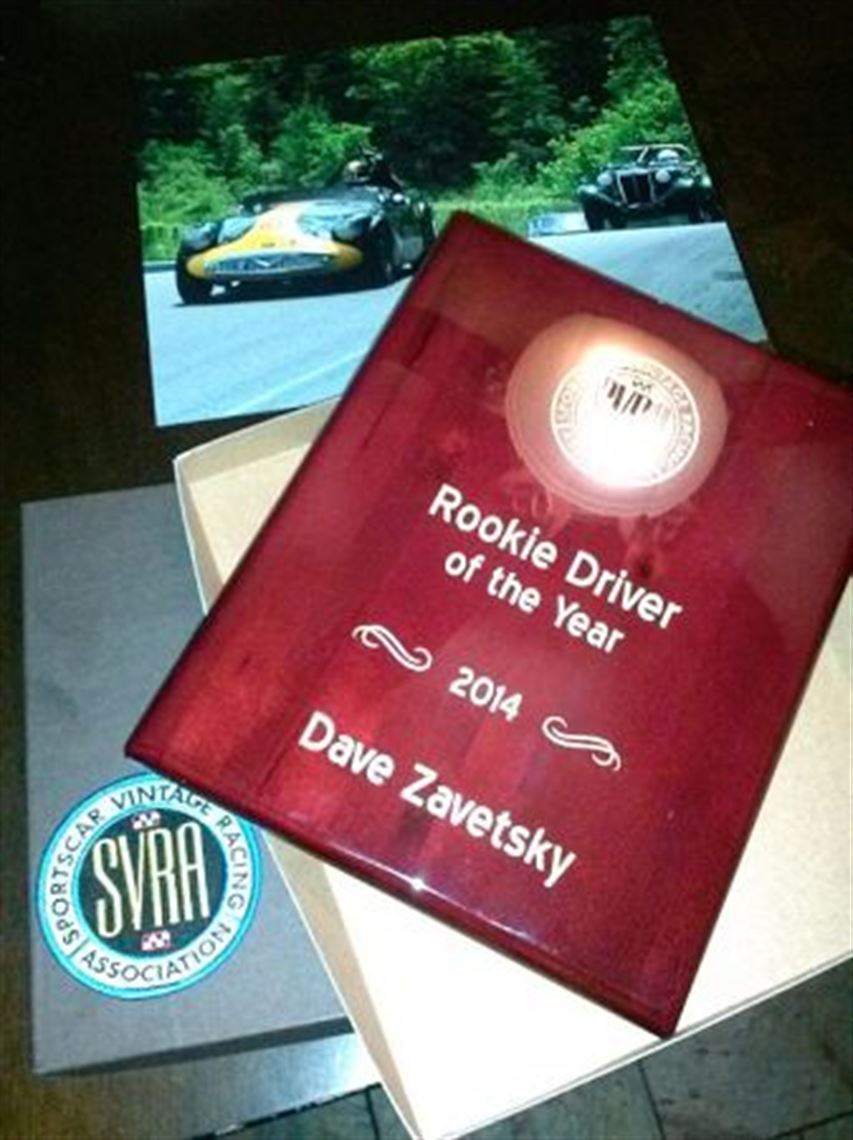 Rookie Driver
of the Year
2014
Dave Zavetsky
SPORTSCAR VINTAGE RACING
ASSOCIATION
SVRA